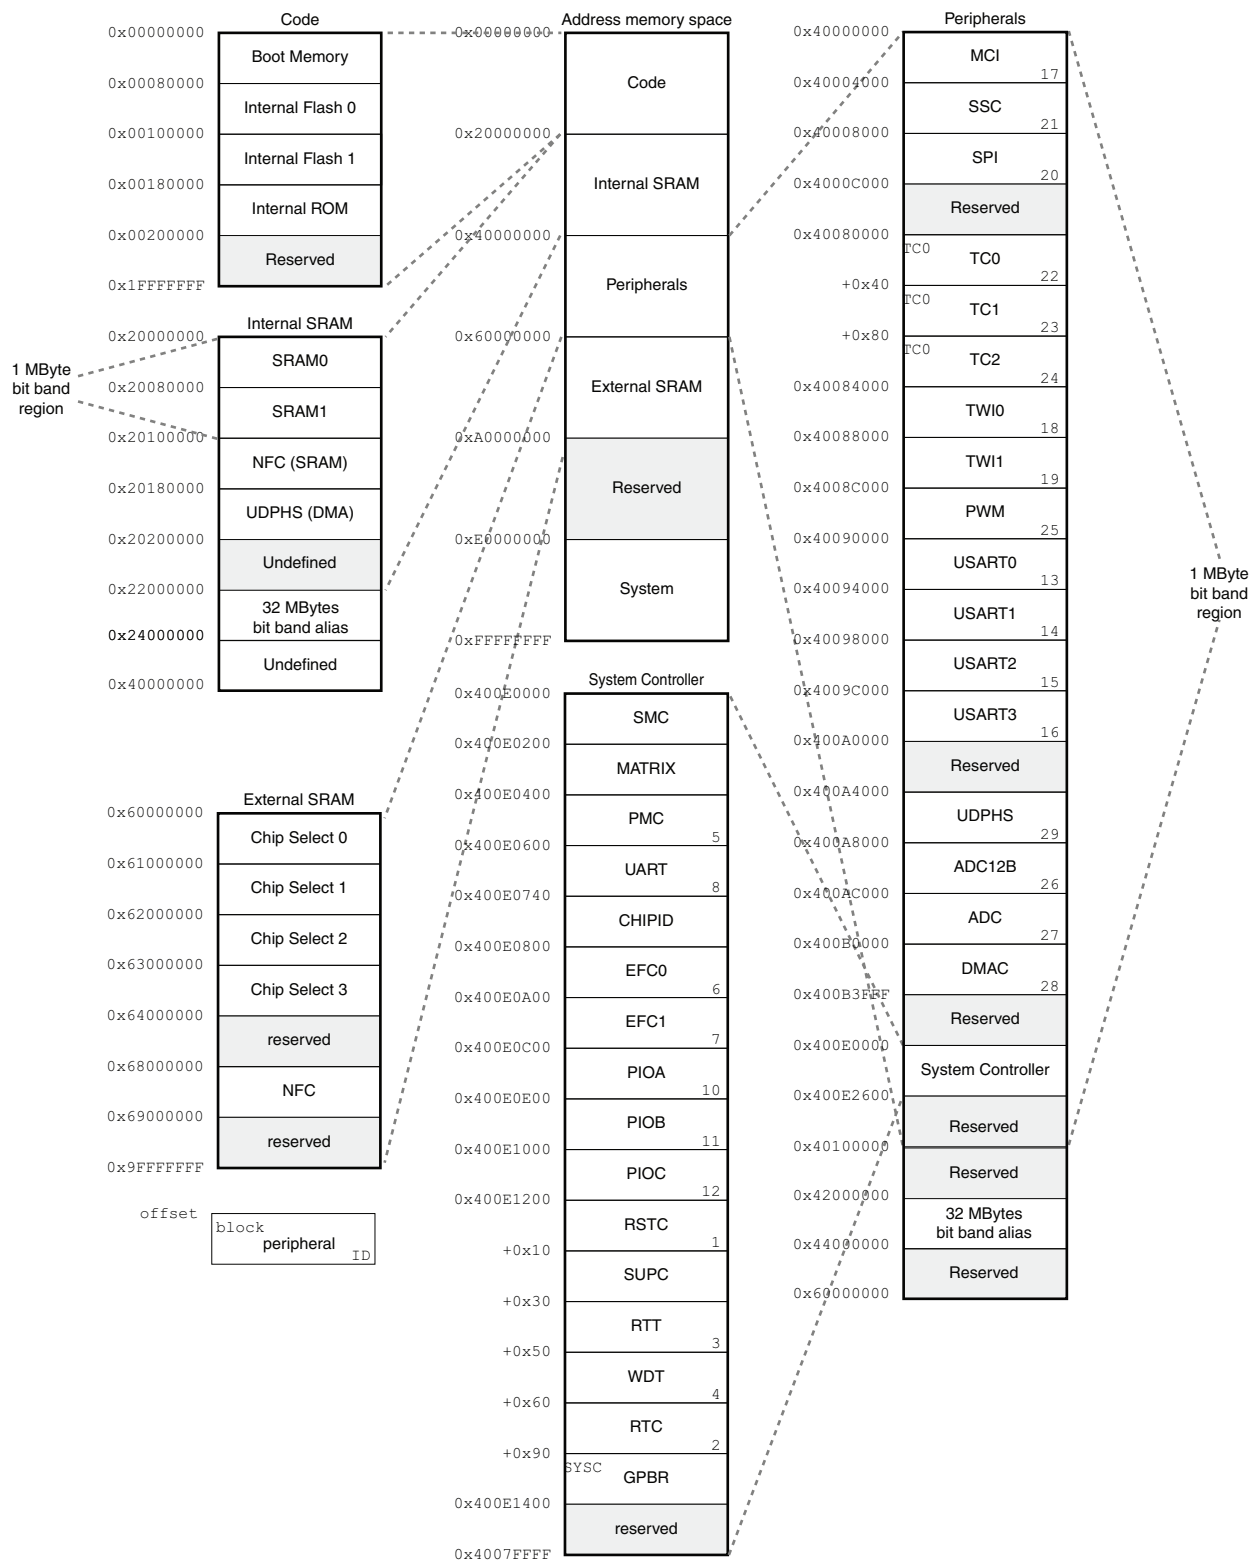 Code
0x00000000
Boot Memory
0x00080000
Internal Flash 0
0x00100000
Internal Flash 1
0x00180000
Internal ROM
0x00200000
Reserved
0x1FFFFFFF
Internal SRAM
0x20000000
SRAM0
0x20080000
SRAM1
0x20100000
NFC (SRAM)
0x20180000
UDPHS (DMA)
0x20200000
Undefined
0x22000000
32 MBytes
bit band alias
0x24000000
Undefined
0x40000000
1 MByte
bit band
region
External SRAM
0x60000000
Chip Select 0
0x61000000
Chip Select 1
0x62000000
Chip Select 2
0x63000000
Chip Select 3
0x64000000
reserved
0x68000000
NFC
0x69000000
reserved
0x9FFFFFFF
offset
block
peripheral
ID
Address memory space
0x00000000
Code
0x20000000
Internal SRAM
0x40000000
Peripherals
0x60000000
External SRAM
0xA0000000
Reserved
0xE0000000
System
0xFFFFFFFF
System Controller
0x400E0000
SMC
0x400E0200
MATRIX
0x400E0400
PMC
5
0x400E0600
UART
8
0x400E0740
CHIPID
0x400E0800
EFC0
6
0x400E0A00
EFC1
7
0x400E0C00
PIOA
10
0x400E0E00
PIOB
11
0x400E1000
PIOC
12
0x400E1200
RSTC
1
+0x10
SUPC
+0x30
RTT
3
+0x50
WDT
4
+0x60
RTC
2
+0x90
SYSC
GPBR
0x400E1400
reserved
0x4007FFFF
Peripherals
0x40000000
MCI
17
0x40004000
SSC
21
0x40008000
SPI
20
0x4000C000
Reserved
0x40080000
TC0
TC0
22
+0x40
TC0
TC1
23
+0x80
TC0
TC2
24
0x40084000
TWI0
18
0x40088000
TWI1
19
0x4008C000
PWM
25
0x40090000
USART0
13
0x40094000
USART1
14
0x40098000
USART2
15
0x4009C000
USART3
16
0x400A0000
Reserved
0x400A4000
UDPHS
29
0x400A8000
ADC12B
26
0x400AC000
ADC
27
0x400B0000
DMAC
28
0x400B3FFF
Reserved
0x400E0000
System Controller
0x400E2600
Reserved
0x40100000
Reserved
0x42000000
32 MBytes
bit band alias
0x44000000
Reserved
0x60000000
1 MByte
bit band
region